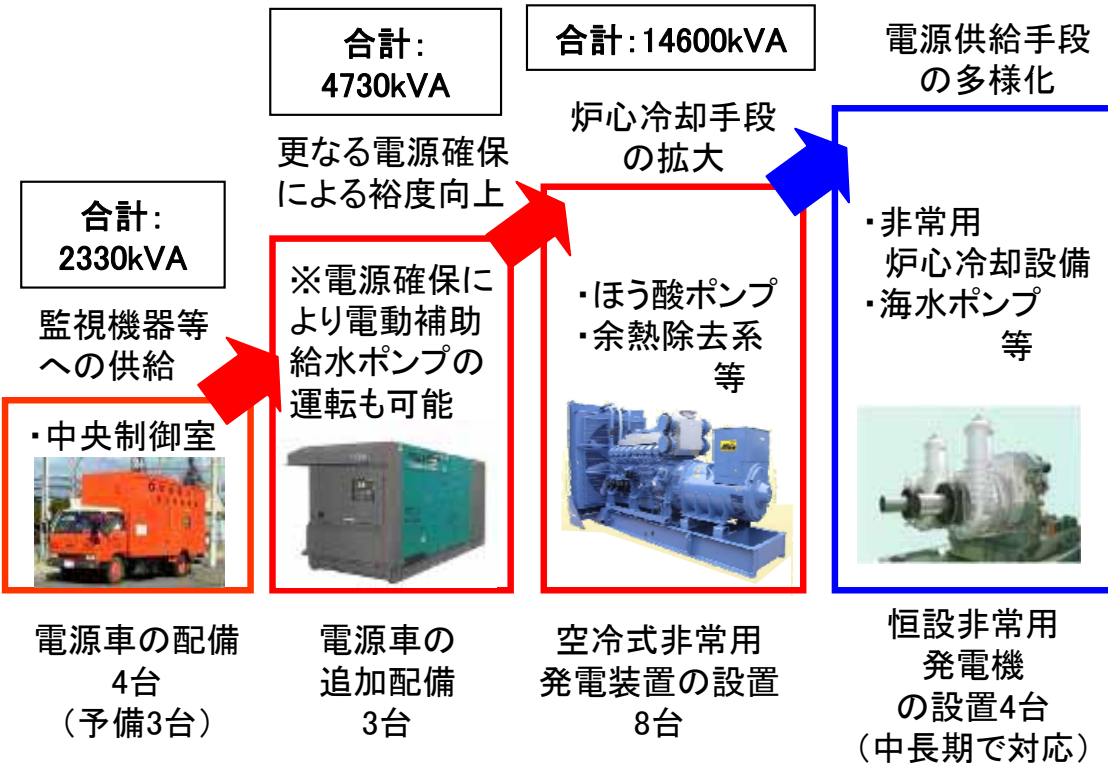 合計：
2330kVA
監視機器等
への供給
・中央制御室
電源車の配備
4台
（予備3台）
合計：
4730kVA
更なる電源確保
による裕度向上
※電源確保に
より電動補助
給水ポンプの
運転も可能
電源車の
追加配備
3台
合計：14600kVA
炉心冷却手段
の拡大
・ほう酸ポンプ
・余熱除去系
等
空冷式非常用
発電装置の設置
8台
電源供給手段
の多様化
・非常用
炉心冷却設備
・海水ポンプ
等
恒設非常用
発電機
の設置4台
（中長期で対応）